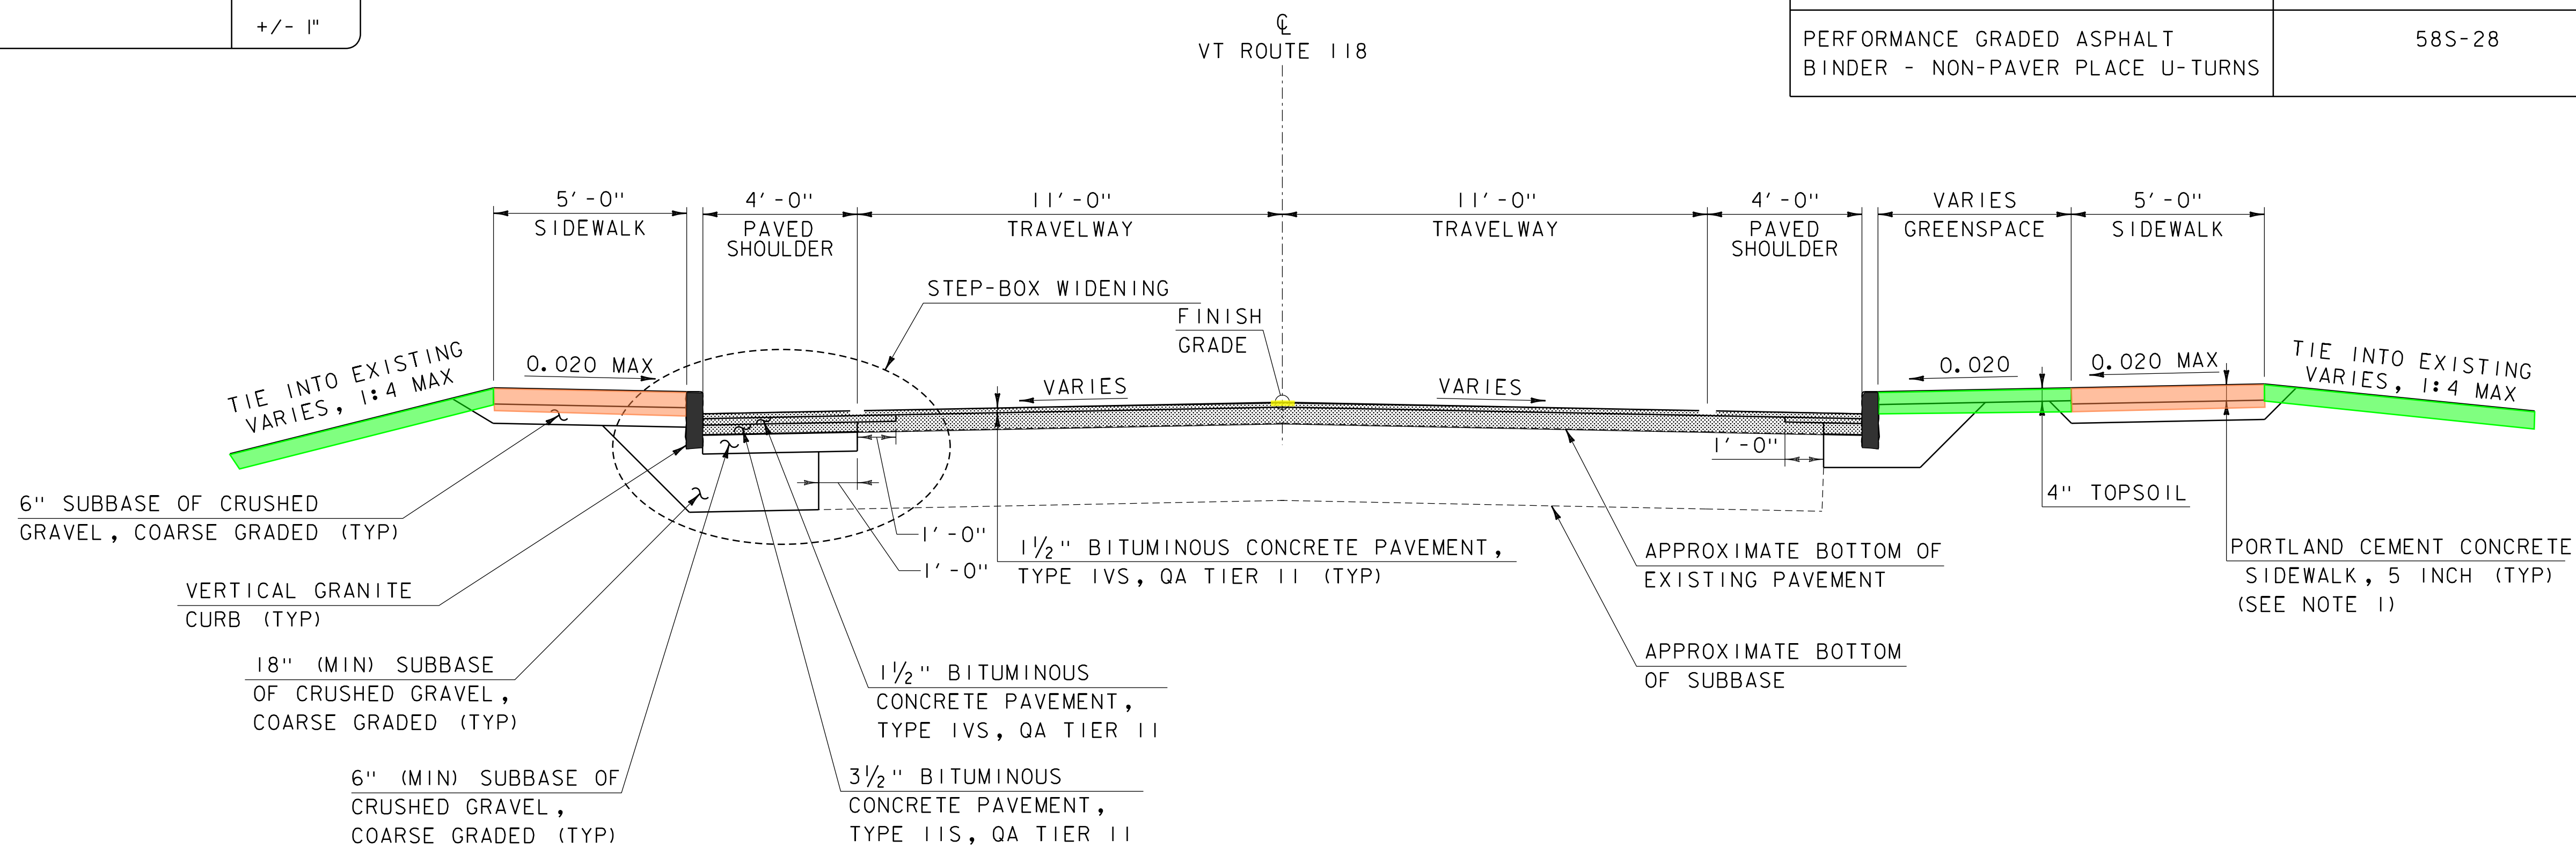 +/- 1"
℄
VT ROUTE 118
PERFORMANCE GRADED ASPHALT
BINDER - NON-PAVER PLACE U-TURNS
58S-28
5'-0"
SIDEWALK
4'-0"
PAVED
SHOULDER
11'-0"
TRAVELWAY
11'-0"
TRAVELWAY
4'-0"
PAVED
SHOULDER
VARIES
GREENSPACE
5'-0"
SIDEWALK
STEP-BOX WIDENING
FINISH
GRADE
TIE INTO EXISTING
VARIES, 1:4 MAX
0.020 MAX
VARIES
VARIES
0.020
0.020 MAX
TIE INTO EXISTING
VARIES, 1:4 MAX
1'-0"
6" SUBBASE OF CRUSHED
GRAVEL, COARSE GRADED (TYP)
4" TOPSOIL
1'-0"
1'-0"
1½" BITUMINOUS CONCRETE PAVEMENT,
TYPE IVS, QA TIER II (TYP)
APPROXIMATE BOTTOM OF
EXISTING PAVEMENT
PORTLAND CEMENT CONCRETE
SIDEWALK, 5 INCH (TYP)
(SEE NOTE 1)
VERTICAL GRANITE
CURB (TYP)
18" (MIN) SUBBASE
OF CRUSHED GRAVEL,
COARSE GRADED (TYP)
1½" BITUMINOUS
CONCRETE PAVEMENT,
TYPE IVS, QA TIER II
APPROXIMATE BOTTOM
OF SUBBASE
6" (MIN) SUBBASE OF
CRUSHED GRAVEL,
COARSE GRADED (TYP)
3½" BITUMINOUS
CONCRETE PAVEMENT,
TYPE IIS, QA TIER II